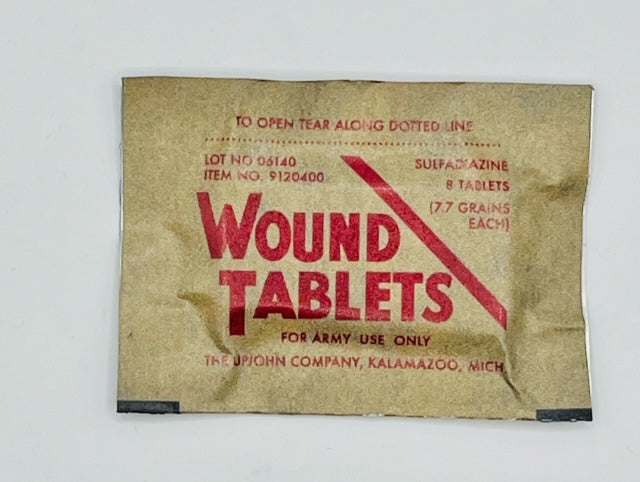 TO OPEN TEAR ALONG DOTTED LINE
LOT NO 06140
ITEM NO. 9120400
SULFADIAZINE
8 TABLETS
(7.7 GRAINS
EACH)
WOUND
TABLETS
FOR ARMY USE ONLY
THE UPJOHN COMPANY, KALAMAZOO, MICH.